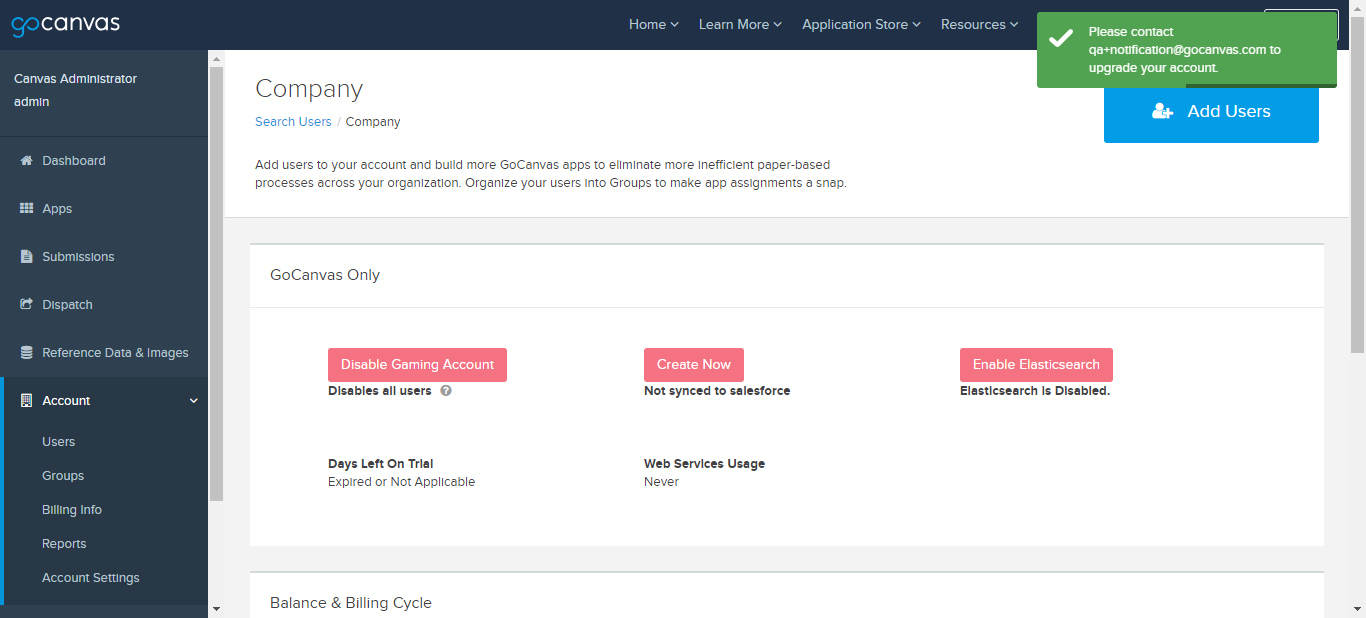 gocanvas
Home
Learn More
Application Store
Resources
Please contact
qa+notification@gocanvas.com to
upgrade your account.
Canvas Administrator
admin
Dashboard
Apps
Submissions
Dispatch
Reference Data & Images
Account
Users
Groups
Billing Info
Reports
Account Settings
Company
Search Users / Company
Add Users
Add users to your account and build more GoCanvas apps to eliminate more inefficient paper-based
processes across your organization. Organize your users into Groups to make app assignments a snap.
GoCanvas Only
Disable Gaming Account
Disables all users ?
Create Now
Not synced to salesforce
Enable Elasticsearch
Elasticsearch is Disabled.
Days Left On Trial
Expired or Not Applicable
Web Services Usage
Never
Balance & Billing Cycle